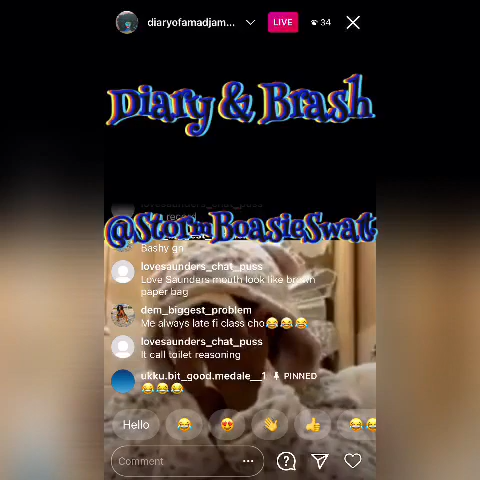 diaryofamadjam...
LIVE
34
Diary & Brash
@StormBoasieSwat
Bashy gn
lovesaunders_chat_puss
Love Saunders mouth look like broth
paper bag
dem_biggest_problem
Me always late fi class cho😂😂😂
lovesaunders_chat_puss
It call toilet reasoning
ukku.bit_good.medale__1 PINNED
😂😂😂
Hello 😂 😍 👋 👍 😂😂
Comment ...